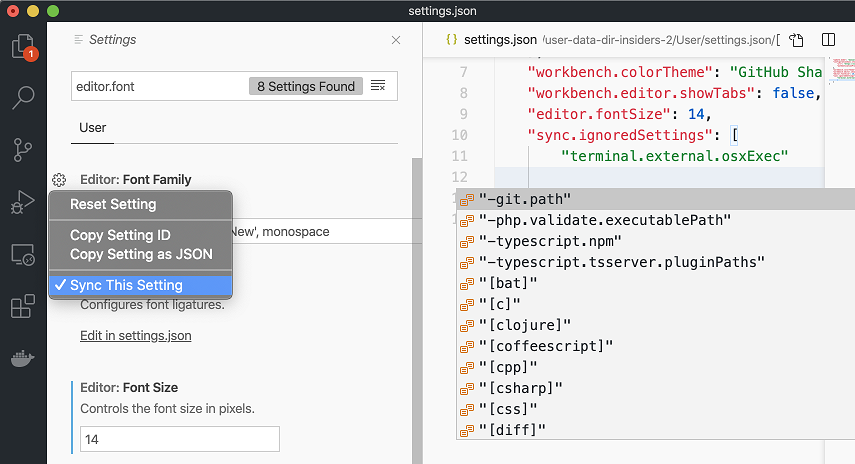 settings.json
1
Settings
editor.font
8 Settings Found
User
Editor: Font Family
Reset Setting
Copy Setting ID
Copy Setting as JSON
Sync This Setting
New', monospace
Configures font ligatures.
Edit in settings.json
Editor: Font Size
Controls the font size in pixels.
14
{} settings.json /user-data-dir-insiders-2/User/settings.json/[
7 "workbench.colorTheme": "GitHub Sha
8 "workbench.editor.showTabs": false,
9 "editor.fontSize": 14,
10 "sync.ignoredSettings": [
11 "terminal.external.osxExec"
12
"-git.path"
"-php.validate.executablePath"
"-typescript.npm"
"-typescript.tsserver.pluginPaths"
"[bat]"
"[c]"
"[clojure]"
"[coffeescript]"
"[cpp]"
"[csharp]"
"[css]"
"[diff]"